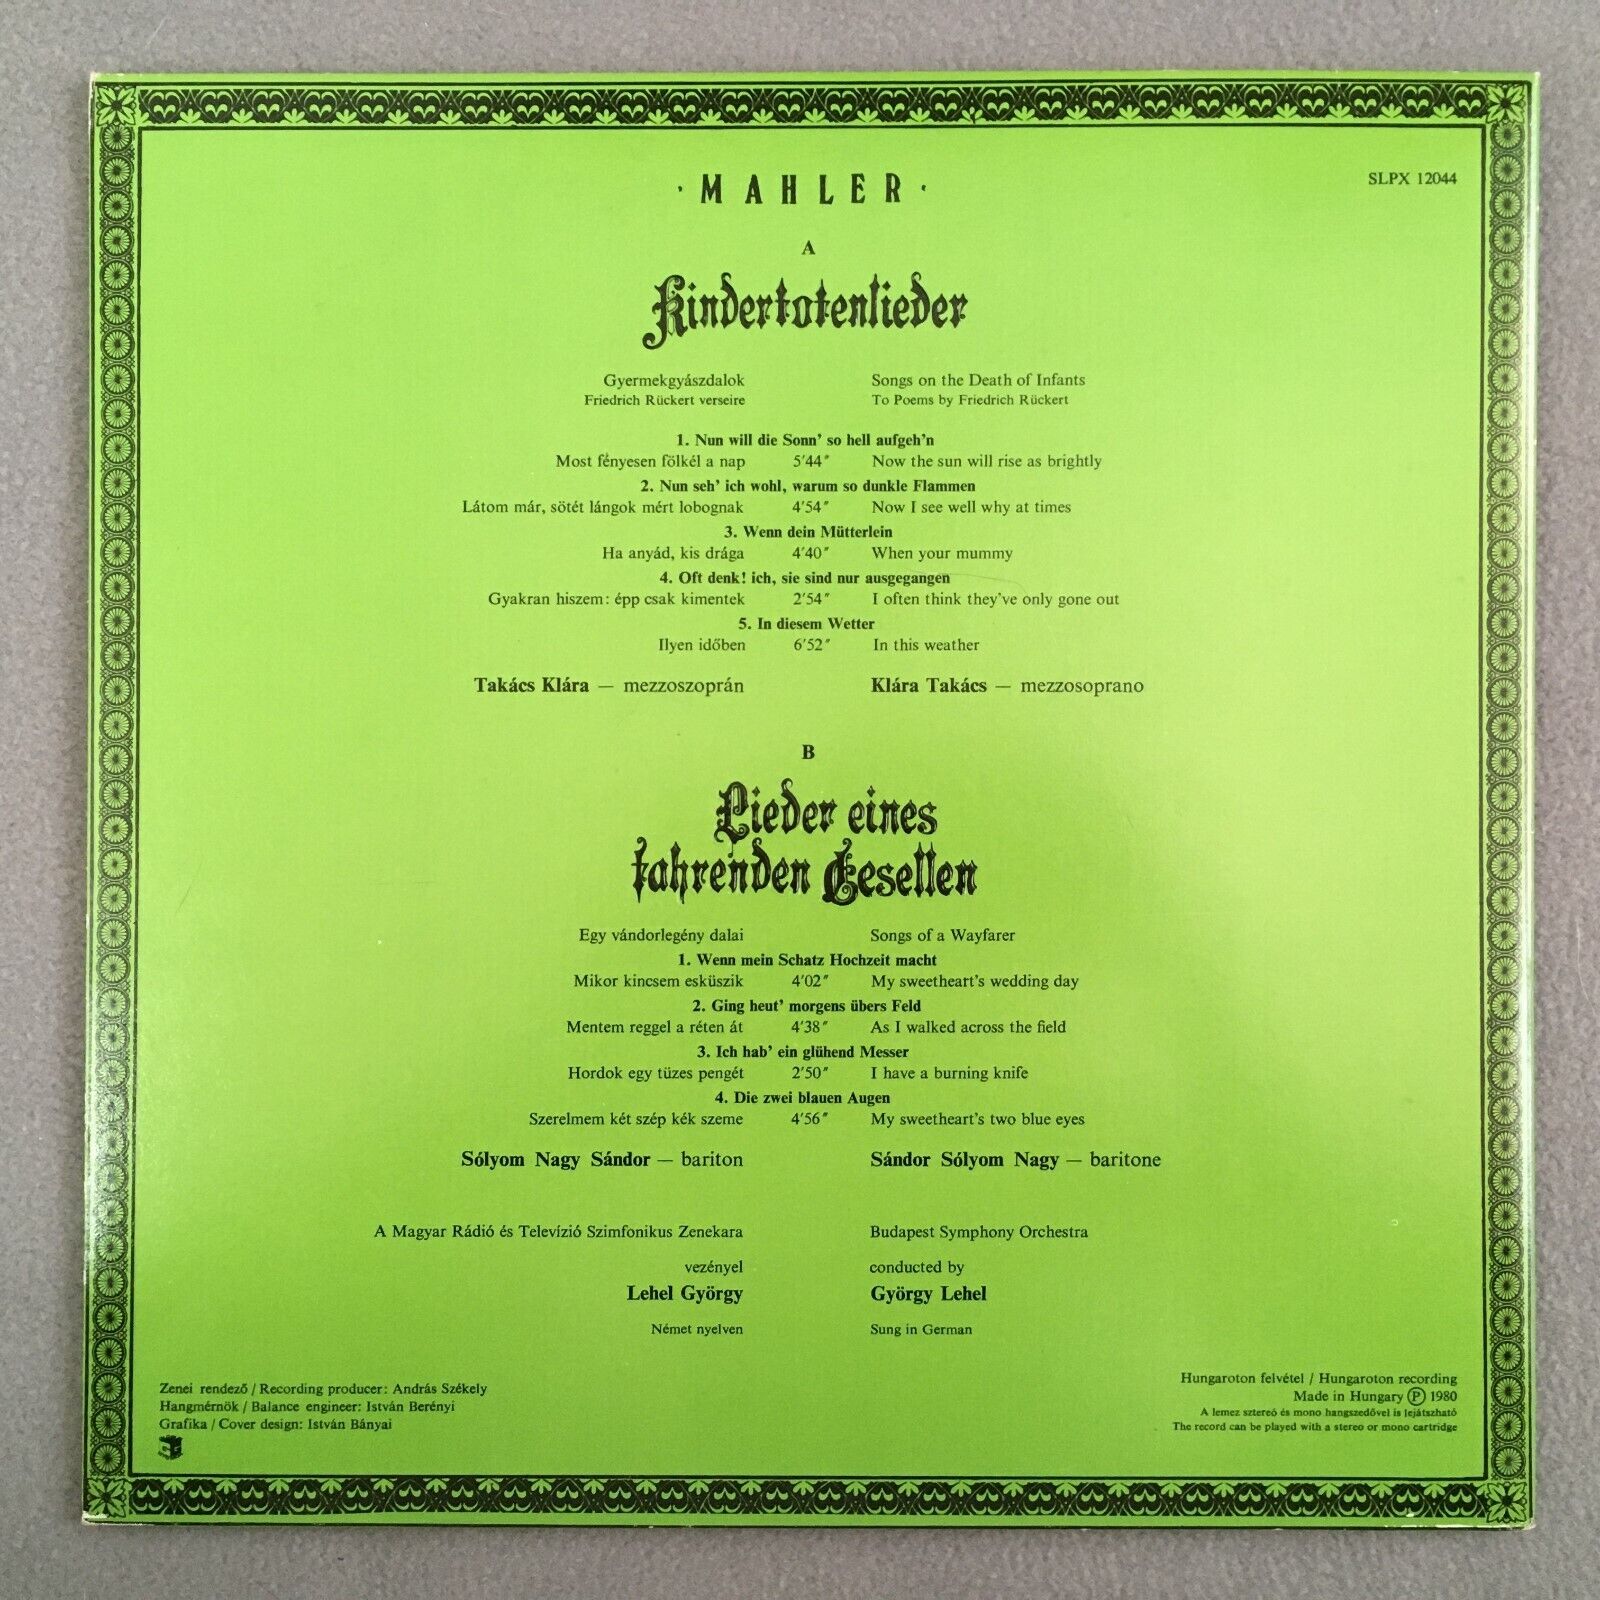 · MAHLER ·
SLPX 12044
A
Kindertotenlieder
Gyermekgyászdalok Songs on the Death of Infants
Friedrich Rückert verseire To Poems by Friedrich Rückert
1. Nun will die Sonn' so hell aufgeh'n
Most fényesen fölkél a nap 5'44" Now the sun will rise as brightly
2. Nun seh' ich wohl, warum so dunkle Flammen
Látom már, sötét lángok mért lobognak 4'54" Now I see well why at times
3. Wenn dein Mütterlein
Ha anyád, kis drága 4'40" When your mummy
4. Oft denk! ich, sie sind nur ausgegangen
Gyakran hiszem: épp csak kimentek 2'54" I often think they've only gone out
5. In diesem Wetter
Ilyen időben 6'52" In this weather
Takács Klára — mezzoszoprán Klára Takács — mezzosoprano
B
Lieder eines
fahrenden Gesellen
Egy vándorlegény dalai Songs of a Wayfarer
1. Wenn mein Schatz Hochzeit macht
Mikor kincsem esküszik 4'02" My sweetheart's wedding day
2. Ging heut' morgens übers Feld
Mentem reggel a réten át 4'38" As I walked across the field
3. Ich hab' ein glühend Messer
Hordok egy tüzes pengét 2'50" I have a burning knife
4. Die zwei blauen Augen
Szerelmem két szép kék szeme 4'56" My sweetheart's two blue eyes
Sólyom Nagy Sándor — bariton Sándor Sólyom Nagy — baritone
A Magyar Rádió és Televízió Szimfonikus Zenekara Budapest Symphony Orchestra
vezényel conducted by
Lehel György György Lehel
Német nyelven Sung in German
Zenei rendező / Recording producer: András Székely
Hangmérnök / Balance engineer: István Berényi
Grafika / Cover design: István Bányai
Hungaroton felvétel / Hungaroton recording
Made in Hungary Ⓟ 1980
A lemez sztereó és mono hangszedővel is lejátszható
The record can be played with a stereo or mono cartridge